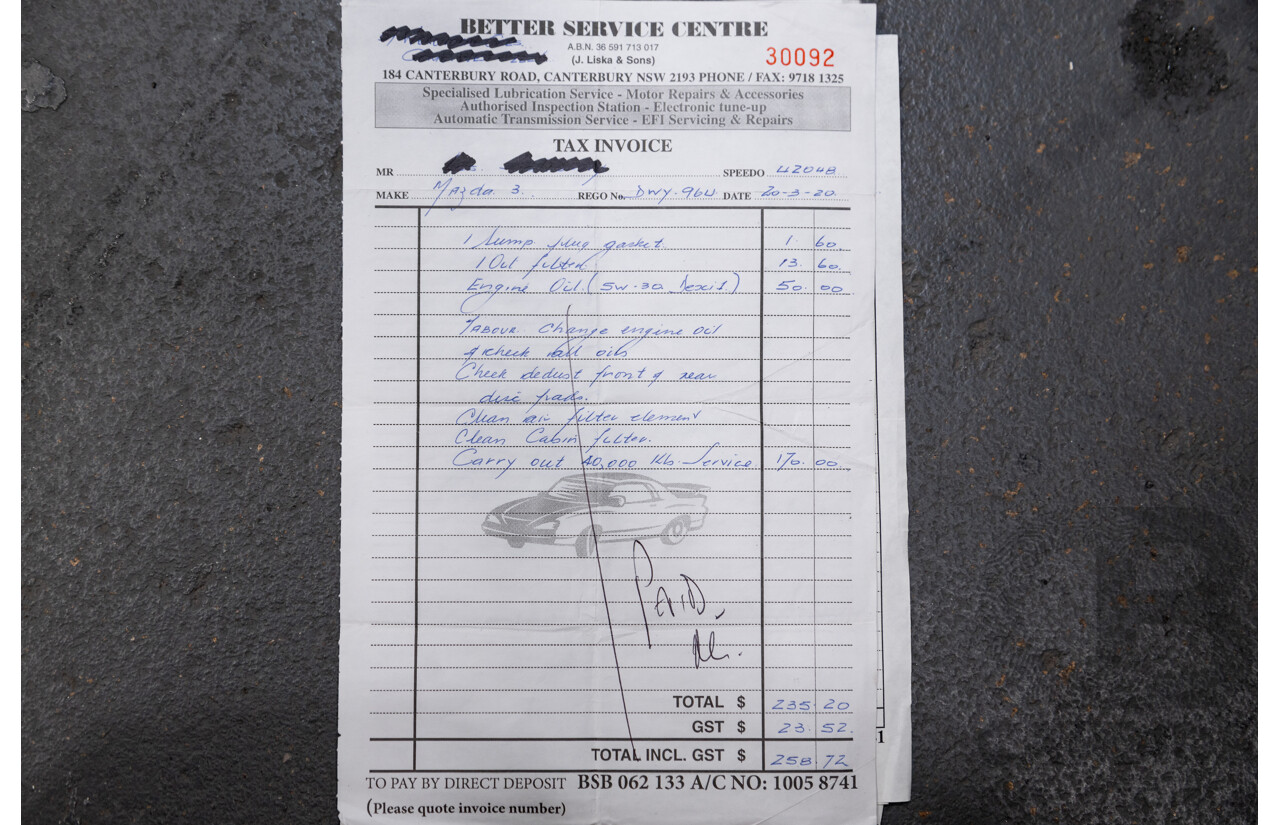 BETTER SERVICE CENTRE
A.B.N. 36 591 713 017
(J. Liska & Sons)
30092
184 CANTERBURY ROAD, CANTERBURY NSW 2193 PHONE / FAX: 9718 1325
Specialised Lubrication Service - Motor Repairs & Accessories
Authorised Inspection Station - Electronic tune-up
Automatic Transmission Service - EFI Servicing & Repairs
TAX INVOICE
MR SPEEDO 42048
MAKE Mazda 3. REGO No. DWY-96U DATE 20-3-20
1 Sump plug gasket. 1. 60
1 Oil filter. 13. 60
Engine Oil (5W-30 Dexis1) 50. 00
Labour Change engine oil
& check all oils
Check dedust front & rear
disc pads.
Clean air filter element
Clean Cabin filter.
Carry out 40,000 Kb. Service 170. 00
Paid.
TOTAL $ 235. 20
GST $ 23. 52.
TOTAL INCL. GST $ 258. 72
TO PAY BY DIRECT DEPOSIT BSB 062 133 A/C NO: 1005 8741
(Please quote invoice number)